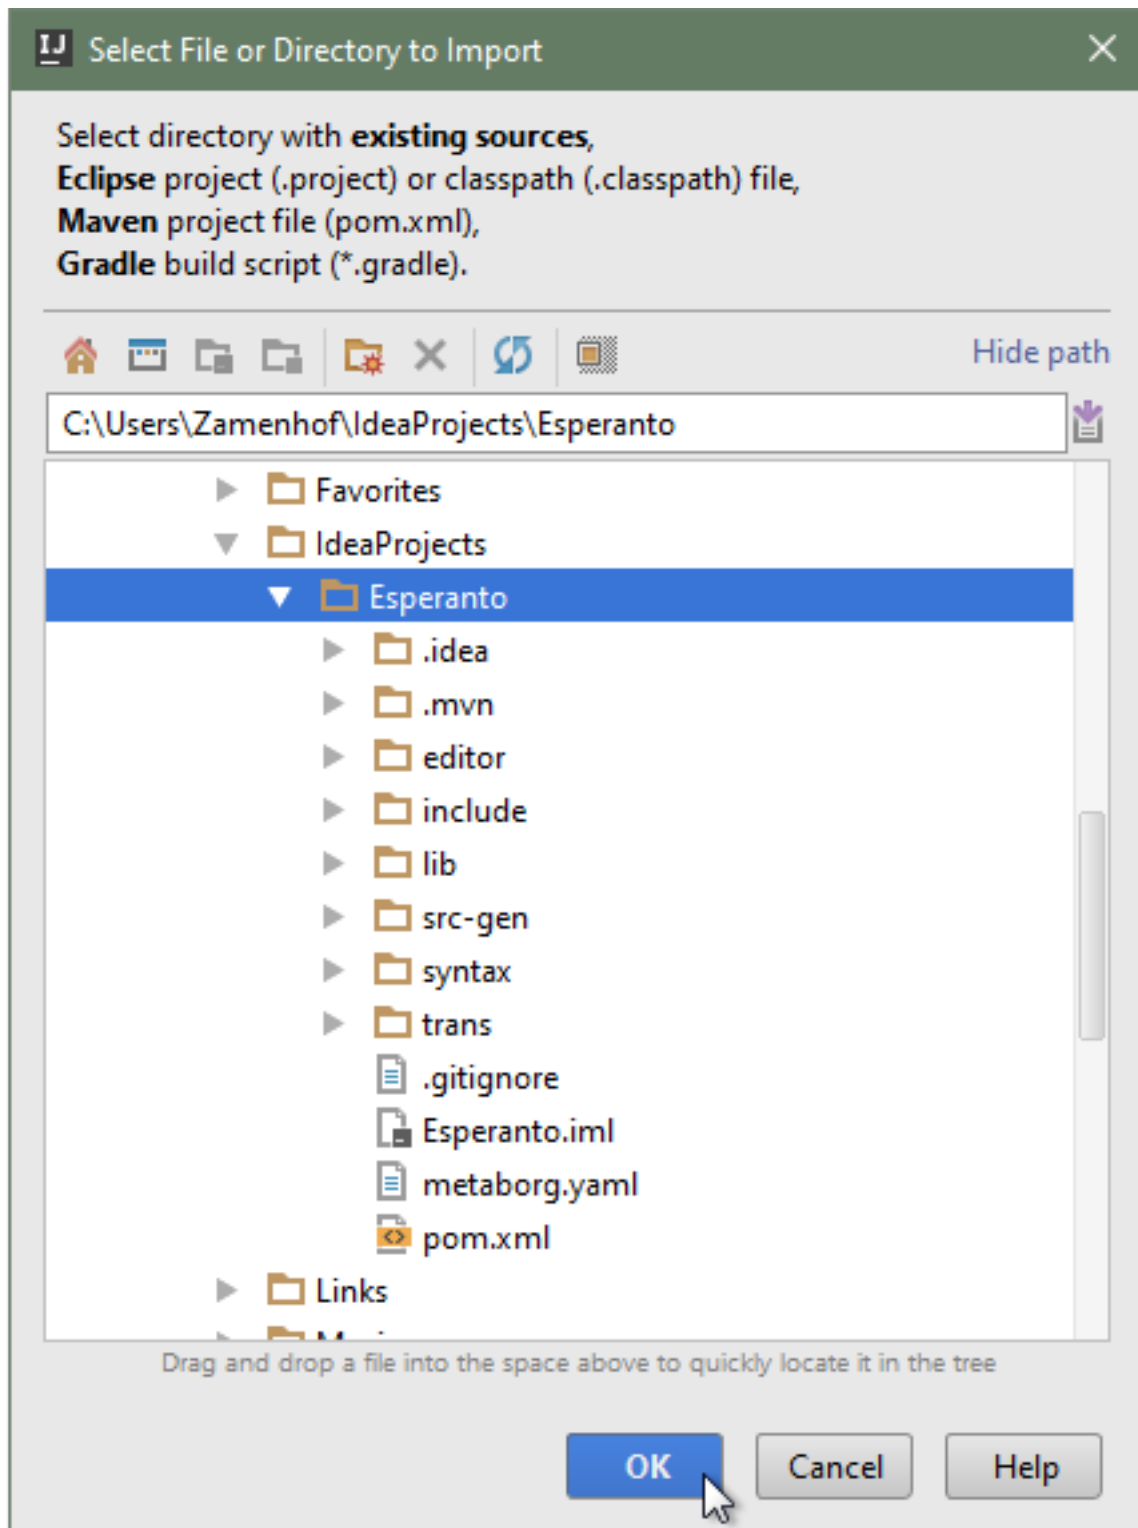 IJ Select File or Directory to Import
Select directory with existing sources,
Eclipse project (.project) or classpath (.classpath) file,
Maven project file (pom.xml),
Gradle build script (*.gradle).
Hide path
C:\Users\Zamenhof\IdeaProjects\Esperanto
Favorites
IdeaProjects
Esperanto
.idea
.mvn
editor
include
lib
src-gen
syntax
trans
.gitignore
Esperanto.iml
metaborg.yaml
pom.xml
Links
Drag and drop a file into the space above to quickly locate it in the tree
OK Cancel Help